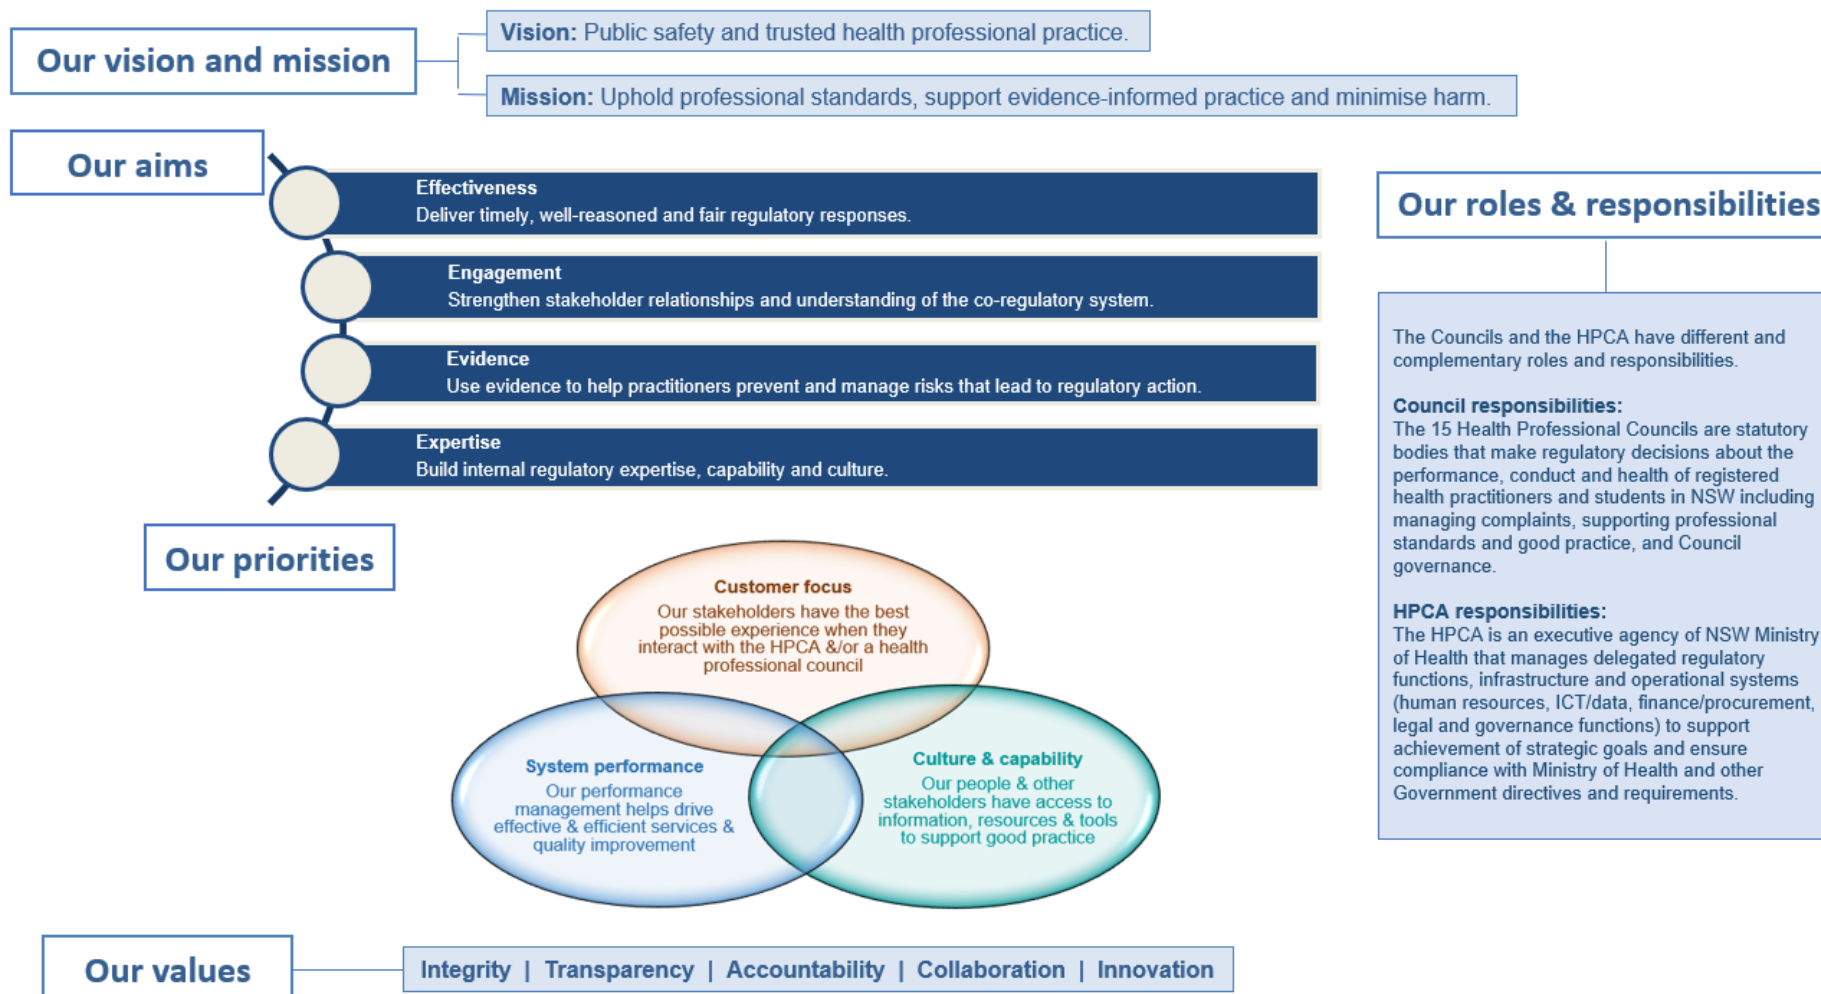 Our vision and mission
Vision: Public safety and trusted health professional practice.
Mission: Uphold professional standards, support evidence-informed practice and minimise harm.
Our aims
Effectiveness
Deliver timely, well-reasoned and fair regulatory responses.
Engagement
Strengthen stakeholder relationships and understanding of the co-regulatory system.
Evidence
Use evidence to help practitioners prevent and manage risks that lead to regulatory action.
Expertise
Build internal regulatory expertise, capability and culture.
Our priorities
Customer focus
Our stakeholders have the best
possible experience when they
interact with the HPCA &/or a health
professional council
System performance
Our performance
management helps drive
effective & efficient services &
quality improvement
Culture & capability
Our people & other
stakeholders have access to
information, resources & tools
to support good practice
Our roles & responsibilities
The Councils and the HPCA have different and
complementary roles and responsibilities.
Council responsibilities:
The 15 Health Professional Councils are statutory
bodies that make regulatory decisions about the
performance, conduct and health of registered
health practitioners and students in NSW including
managing complaints, supporting professional
standards and good practice, and Council
governance.
HPCA responsibilities:
The HPCA is an executive agency of NSW Ministry
of Health that manages delegated regulatory
functions, infrastructure and operational systems
(human resources, ICT/data, finance/procurement,
legal and governance functions) to support
achievement of strategic goals and ensure
compliance with Ministry of Health and other
Government directives and requirements.
Our values
Integrity | Transparency | Accountability | Collaboration | Innovation